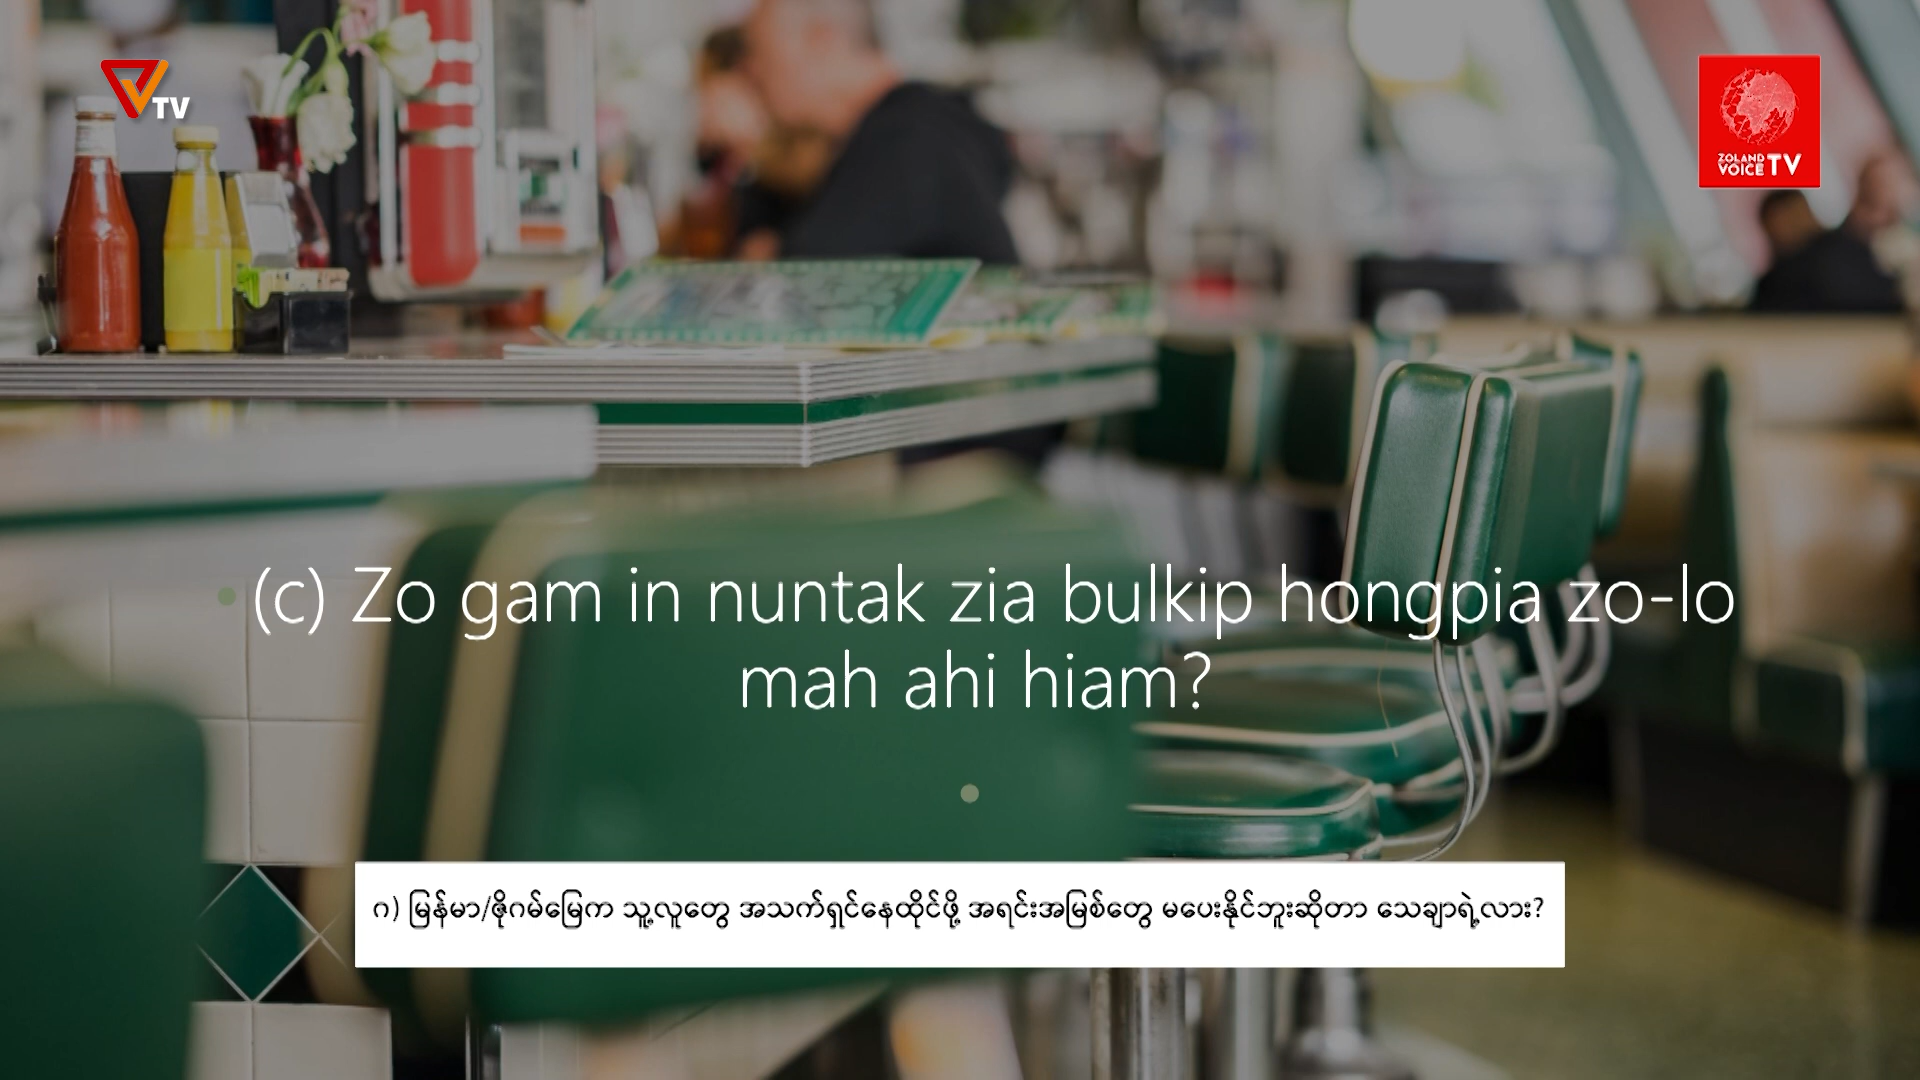 TV
ZOLAND
VOICE TV
(c) Zo gam in nuntak zia bulkip hongpia zo-lo
mah ahi hiam?
ဂ) မြန်မာ/ဇိုဂမ်မြေက သူ့လူတွေ အသက်ရှင်နေထိုင်ဖို့ အရင်းအမြစ်တွေ မပေးနိုင်ဘူးဆိုတာ သေချာရဲ့လား?